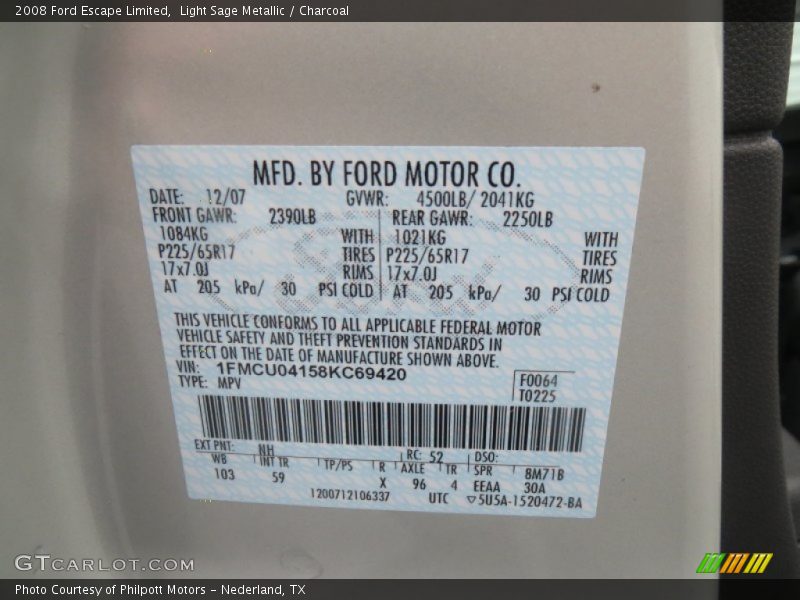 2008 Ford Escape Limited, Light Sage Metallic / Charcoal
MFD. BY FORD MOTOR CO.
DATE: 12/07 GVWR: 4500LB/ 2041KG
FRONT GAWR: 2390LB REAR GAWR: 2250LB
1084KG WITH 1021KG WITH
P225/65R17 TIRES P225/65R17 TIRES
17x7.0J RIMS 17x7.0J RIMS
AT 205 kPa/ 30 PSI COLD AT 205 kPa/ 30 PSI COLD
THIS VEHICLE CONFORMS TO ALL APPLICABLE FEDERAL MOTOR
VEHICLE SAFETY AND THEFT PREVENTION STANDARDS IN
EFFECT ON THE DATE OF MANUFACTURE SHOWN ABOVE.
VIN: 1FMCU04158KC69420
TYPE: MPV
F0064
T0225
EXT PNT: NH RC: 52 DSO:
WB INT TR TP/PS R AXLE TR SPR 8M71B
103 59 X 96 4 EEAA 30A
1200712106337 UTC ▽5U5A-1520472-BA
GTCARLOT.COM
Photo Courtesy of Philpott Motors - Nederland, TX